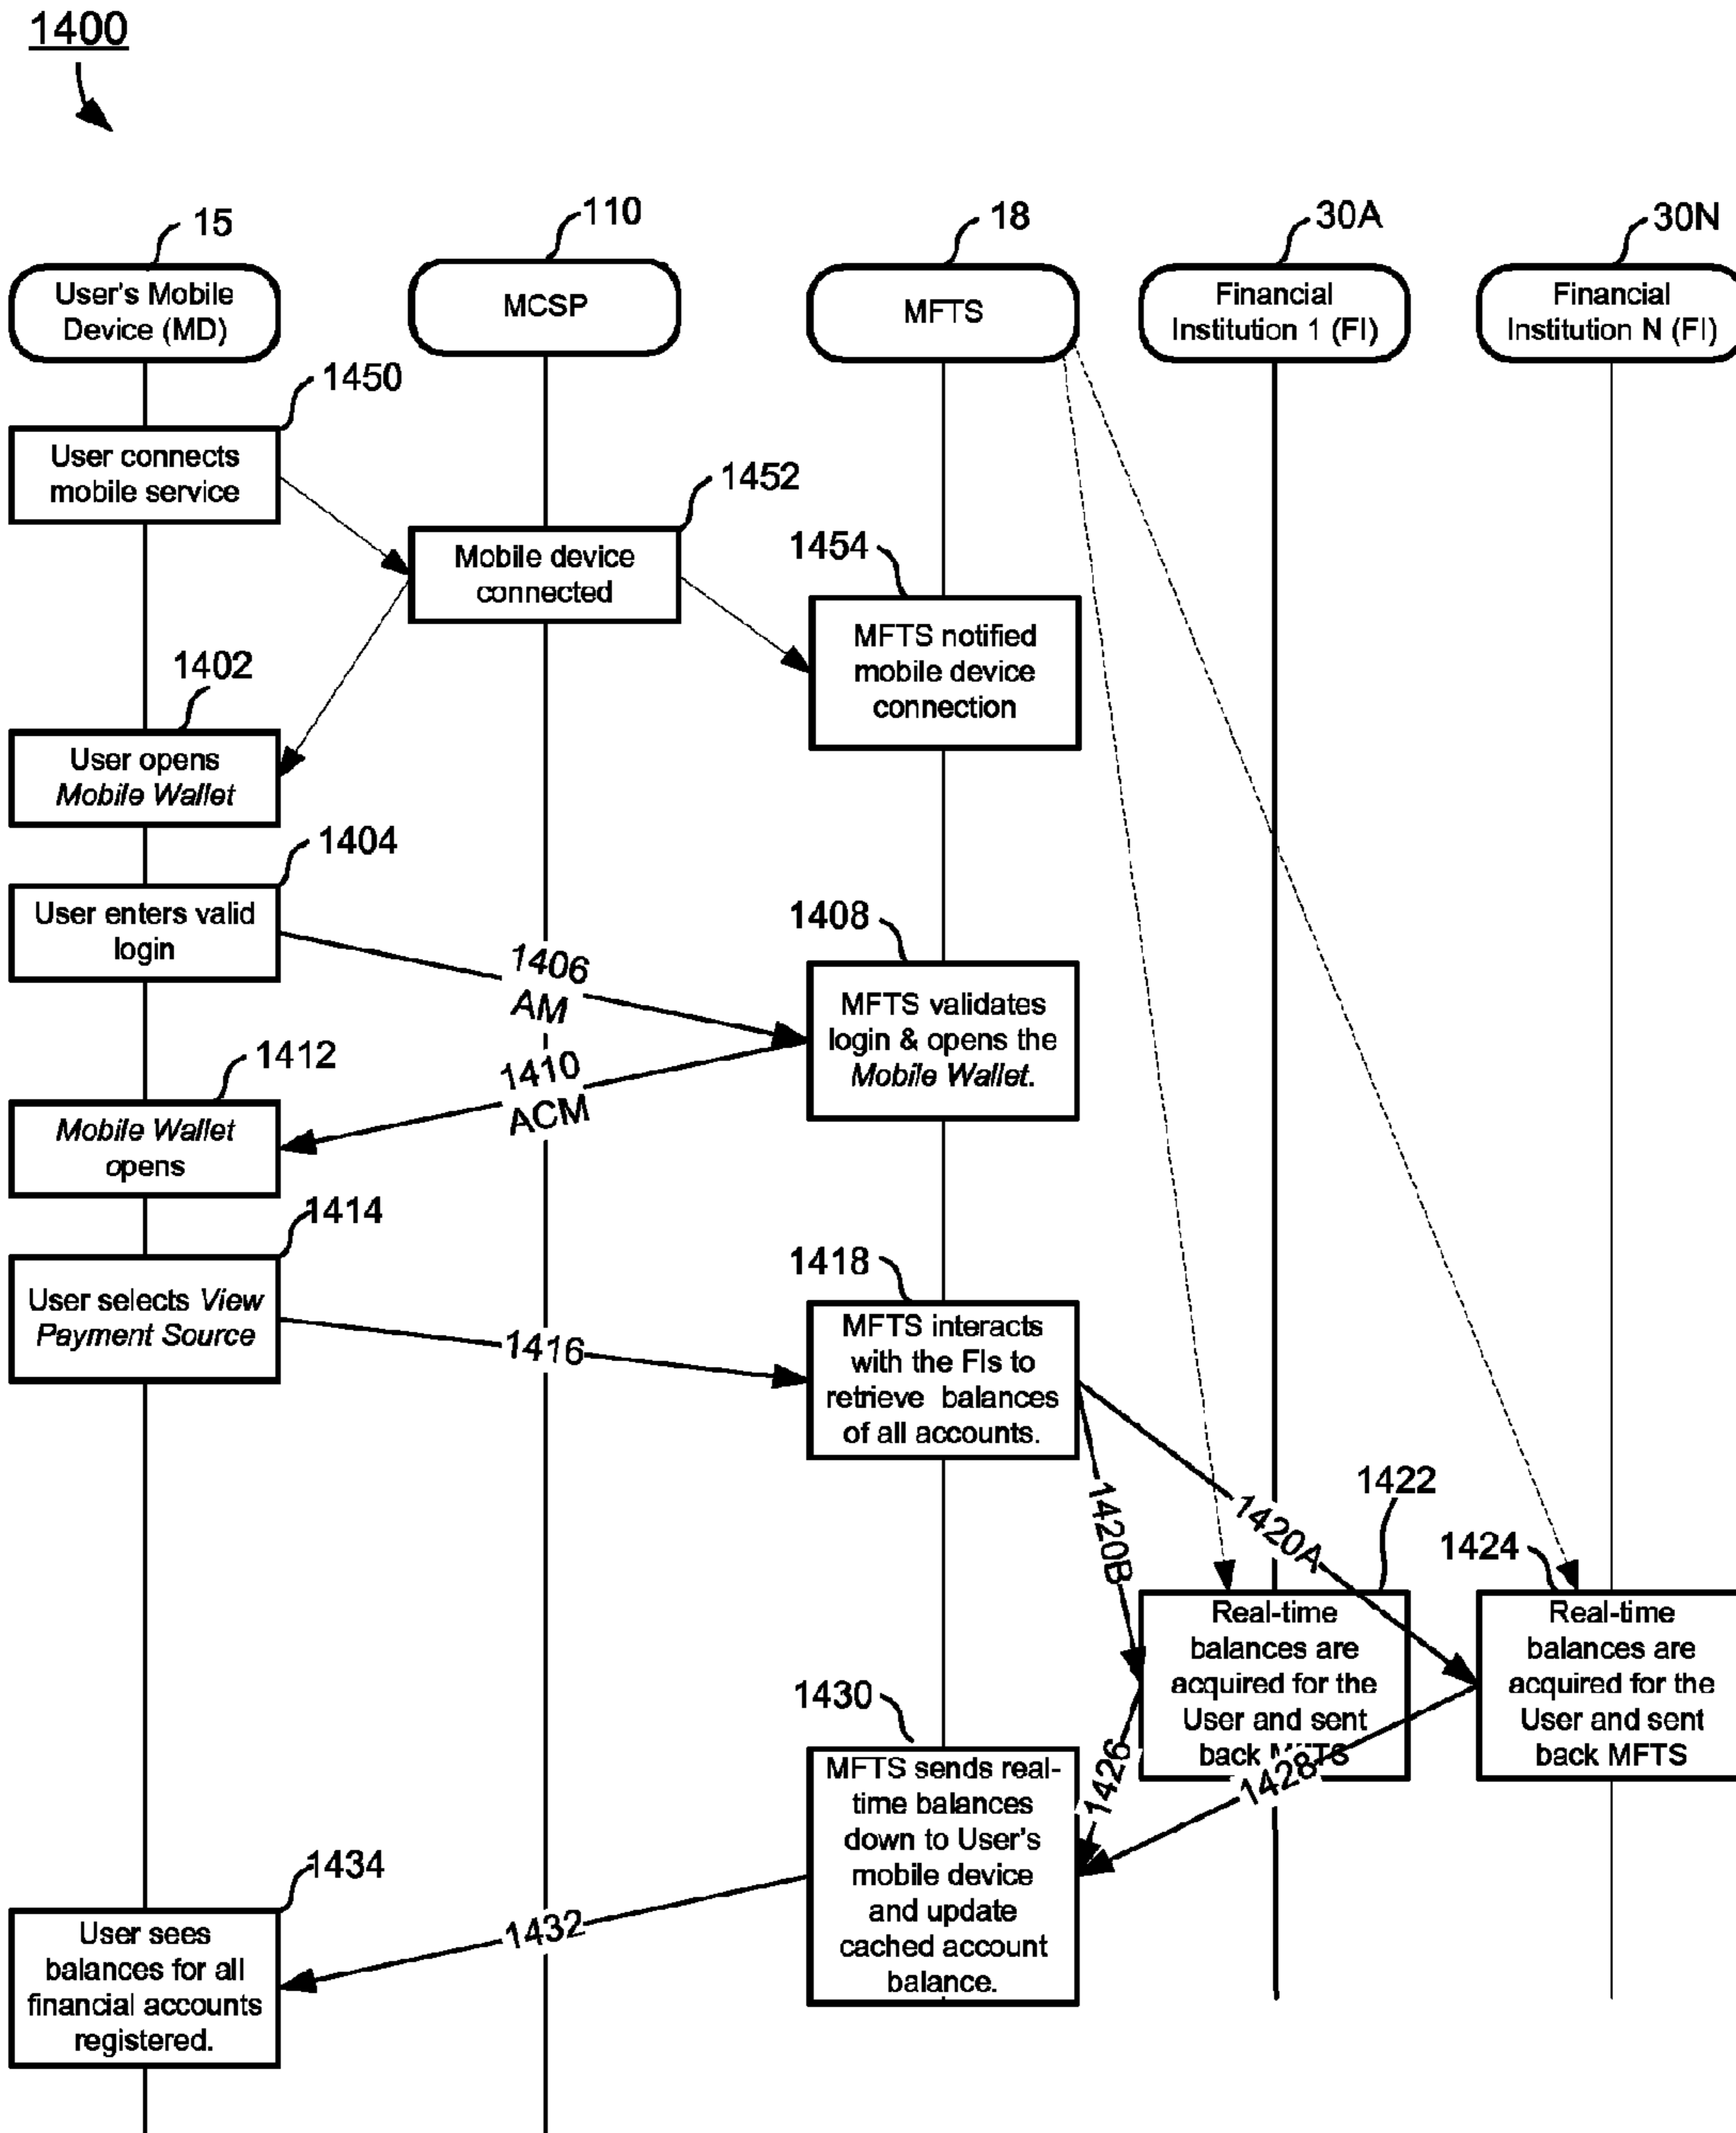 1400
15
110
18
30A
30N
User's Mobile
Device (MD)
MCSP
MFTS
Financial
Institution 1 (FI)
Financial
Institution N (FI)
1450
User connects
mobile service
1452
Mobile device
connected
1454
MFTS notified
mobile device
connection
1402
User opens
Mobile Wallet
1404
User enters valid
login
1406
AM
1408
MFTS validates
login & opens the
Mobile Wallet.
1410
ACM
1412
Mobile Wallet
opens
1414
User selects View
Payment Source
1416
1418
MFTS interacts
with the FIs to
retrieve balances
of all accounts.
1420B
1420A
1422
Real-time
balances are
acquired for the
User and sent
back MFTS
1424
Real-time
balances are
acquired for the
User and sent
back MFTS
1426
1428
1430
MFTS sends real-
time balances
down to User's
mobile device
and update
cached account
balance.
1432
1434
User sees
balances for all
financial accounts
registered.